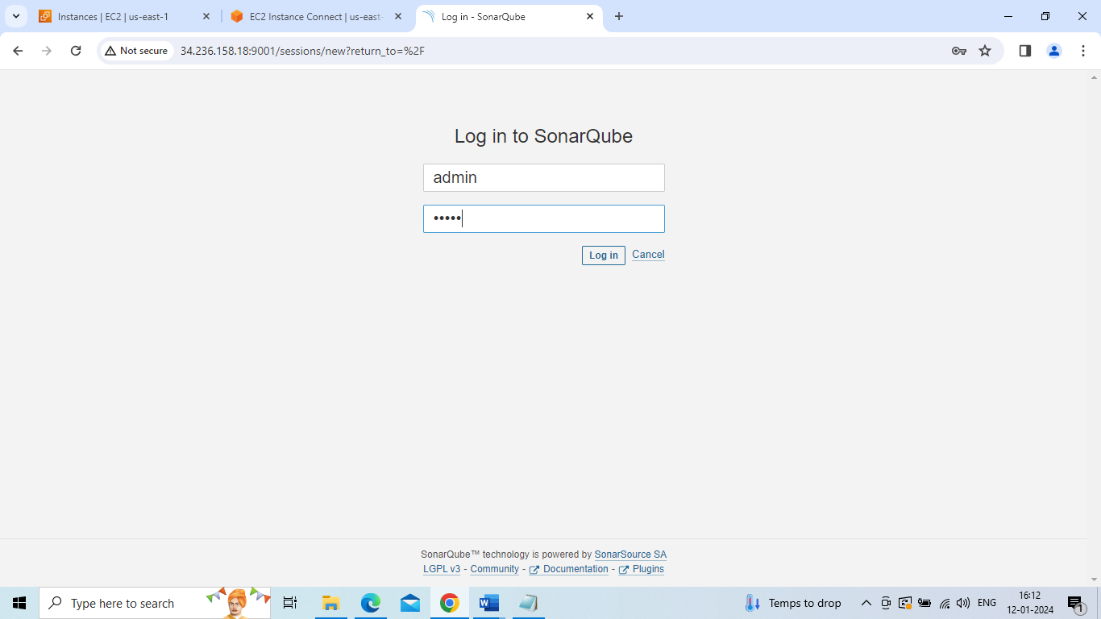 Instances | EC2 | us-east-1
EC2 Instance Connect | us-east-
Log in - SonarQube
Not secure
34.236.158.18:9001/sessions/new?return_to=%2F
Log in to SonarQube
admin
•••••
Log in Cancel
SonarQube™ technology is powered by SonarSource SA
LGPL v3 - Community - Documentation - Plugins
Type here to search
Temps to drop
ENG
16:12
12-01-2024
1